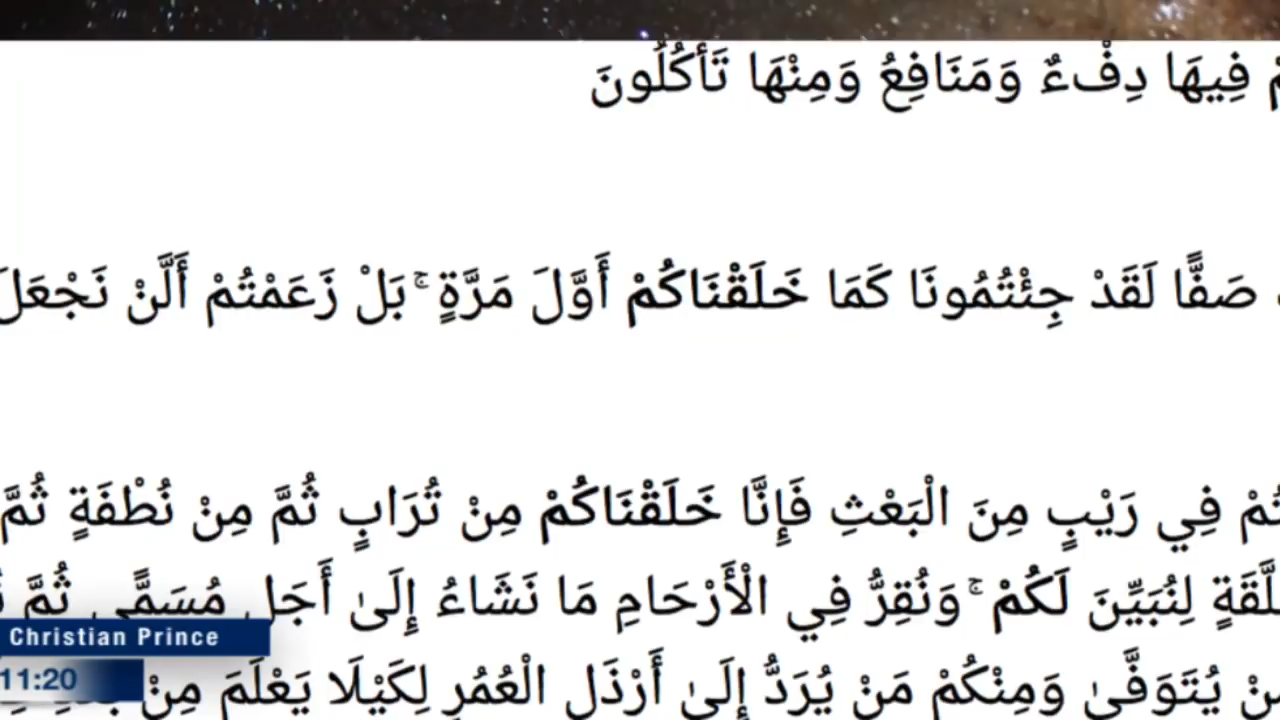 فِيهَا دِفْءٌ وَمَنَافِعُ وَمِنْهَا تَأْكُلُونَ
صَفًّا لَقَدْ جِئْتُمُونَا كَمَا خَلَقْنَاكُمْ أَوَّلَ مَرَّةٍ ۚ بَلْ زَعَمْتُمْ أَلَّنْ نَجْعَلَ
فِي رَيْبٍ مِنَ الْبَعْثِ فَإِنَّا خَلَقْنَاكُمْ مِنْ تُرَابٍ ثُمَّ مِنْ نُطْفَةٍ ثُمَّ
لِنُبَيِّنَ لَكُمْ ۚ وَنُقِرُّ فِي الْأَرْحَامِ مَا نَشَاءُ إِلَىٰ أَجَلٍ مُسَمًّى ثُمَّ
Christian Prince
يُتَوَفَّىٰ وَمِنْكُمْ مَنْ يُرَدُّ إِلَىٰ أَرْذَلِ الْعُمُرِ لِكَيْلَا يَعْلَمَ مِنْ
11:20